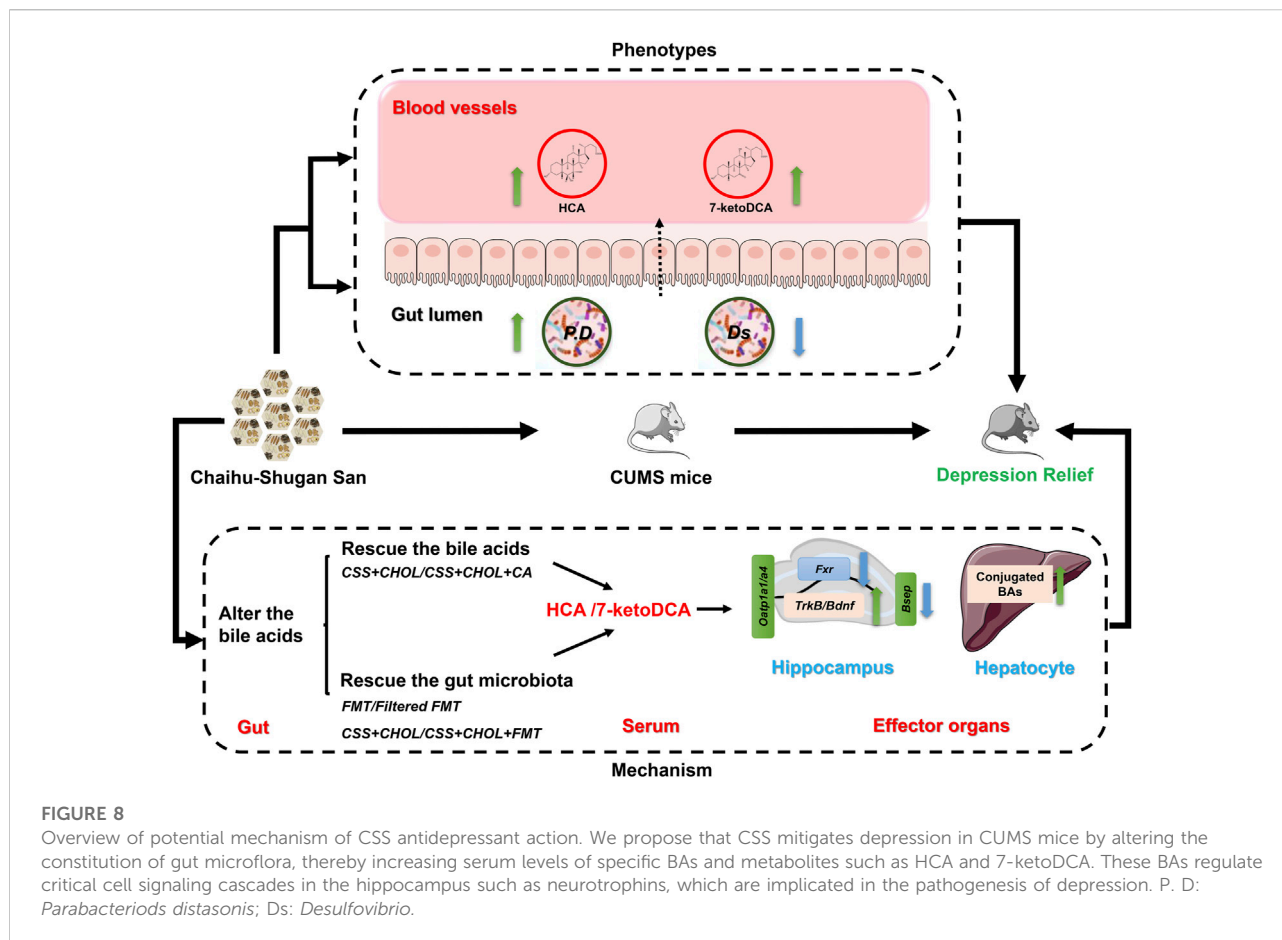 Phenotypes
Blood vessels
HCA
7-ketoDCA
Gut lumen
P.D
Ds
Chaihu-Shugan San
CUMS mice
Depression Relief
Rescue the bile acids
CSS+CHOL/CSS+CHOL+CA
Alter the
bile acids
HCA /7-ketoDCA
Rescue the gut microbiota
FMT/Filtered FMT
CSS+CHOL/CSS+CHOL+FMT
Oatp1a1/a4
Fxr
TrkB/Bdnf
Bsep
Conjugated
BAs
Hippocampus
Hepatocyte
Gut
Serum
Effector organs
Mechanism
FIGURE 8
Overview of potential mechanism of CSS antidepressant action. We propose that CSS mitigates depression in CUMS mice by altering the
constitution of gut microflora, thereby increasing serum levels of specific BAs and metabolites such as HCA and 7-ketoDCA. These BAs regulate
critical cell signaling cascades in the hippocampus such as neurotrophins, which are implicated in the pathogenesis of depression. P. D:
Parabacteriods distasonis; Ds: Desulfovibrio.